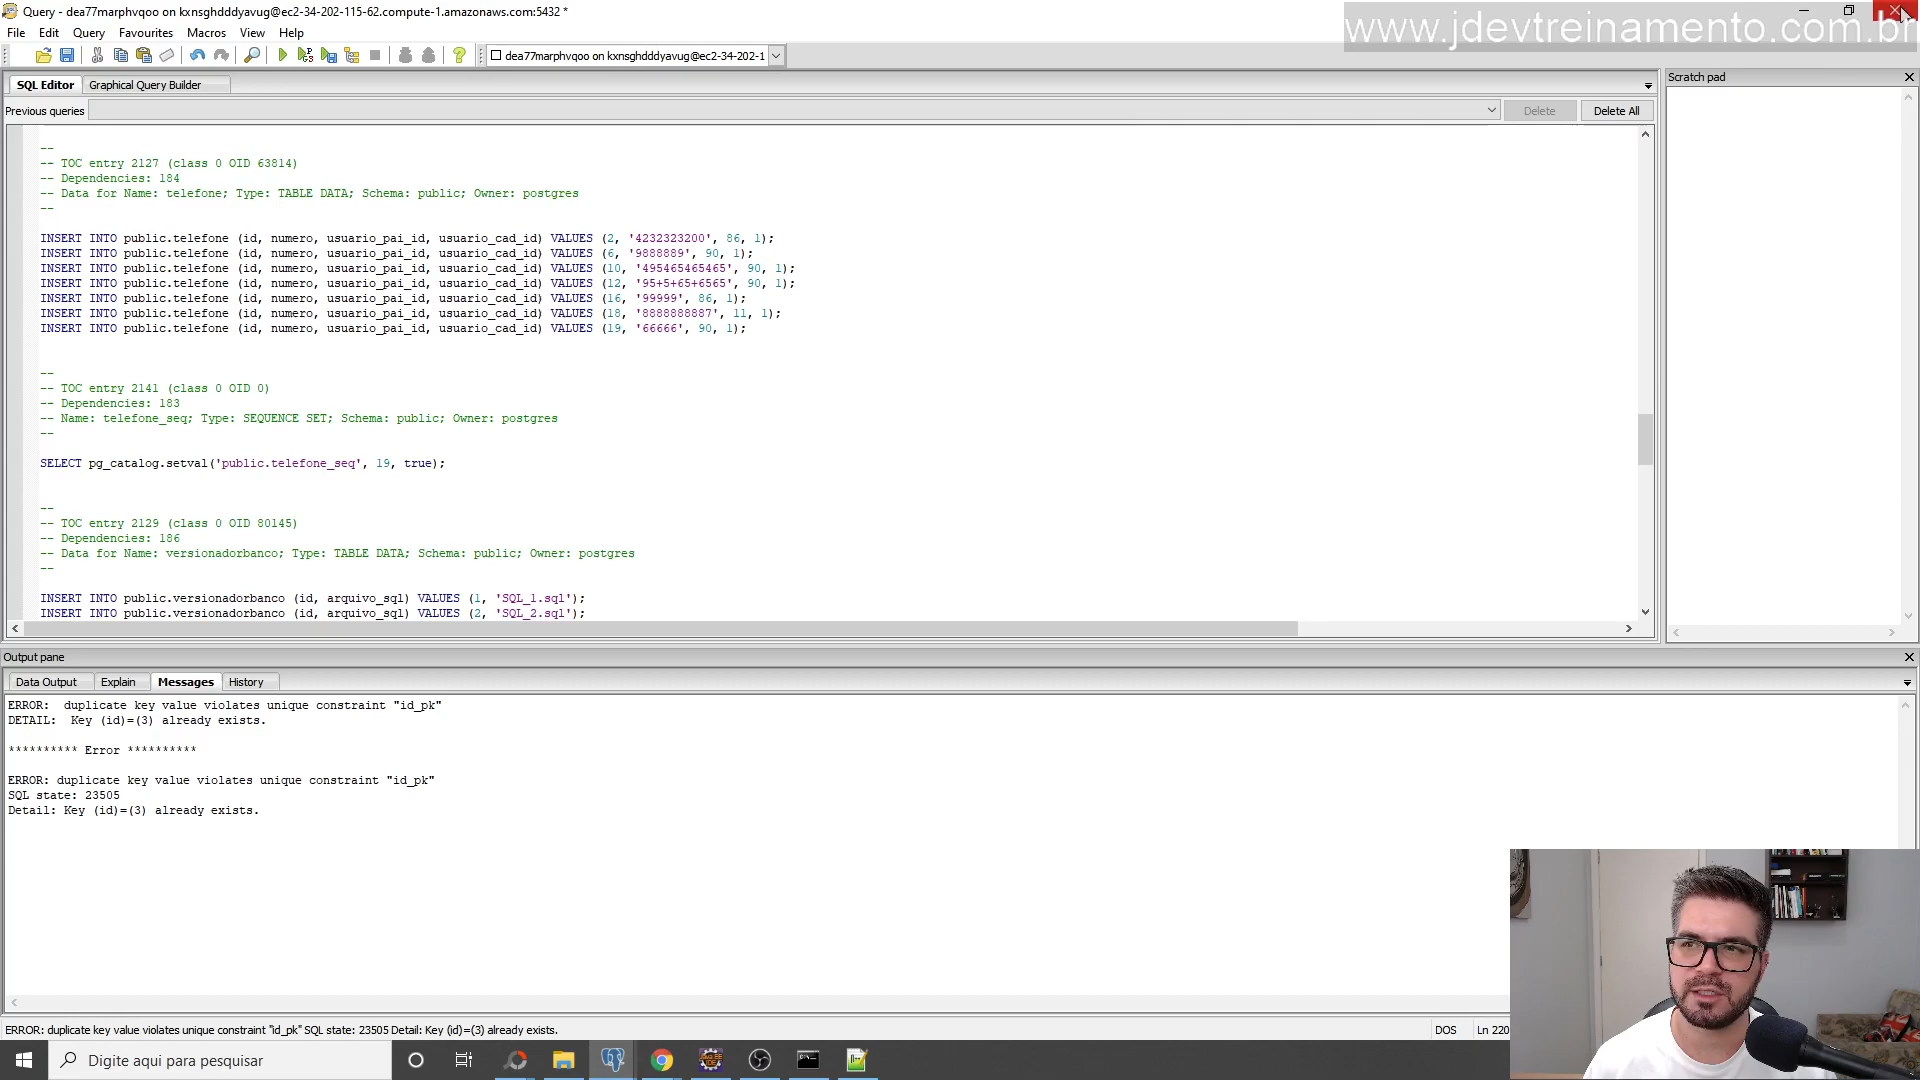 Query - dea77marphvqoo on kxnsghdddyavug@ec2-34-202-115-62.compute-1.amazonaws.com:5432 *
www.jdevtreinamento.com.br
File Edit Query Favourites Macros View Help
dea77marphvqoo on kxnsghdddyavug@ec2-34-202-1
SQL Editor Graphical Query Builder
Scratch pad
Previous queries
Delete Delete All
--
-- TOC entry 2127 (class 0 OID 63814)
-- Dependencies: 184
-- Data for Name: telefone; Type: TABLE DATA; Schema: public; Owner: postgres
--
INSERT INTO public.telefone (id, numero, usuario_pai_id, usuario_cad_id) VALUES (2, '4232323200', 86, 1);
INSERT INTO public.telefone (id, numero, usuario_pai_id, usuario_cad_id) VALUES (6, '9888889', 90, 1);
INSERT INTO public.telefone (id, numero, usuario_pai_id, usuario_cad_id) VALUES (10, '495465465465', 90, 1);
INSERT INTO public.telefone (id, numero, usuario_pai_id, usuario_cad_id) VALUES (12, '95+5+65+6565', 90, 1);
INSERT INTO public.telefone (id, numero, usuario_pai_id, usuario_cad_id) VALUES (16, '99999', 86, 1);
INSERT INTO public.telefone (id, numero, usuario_pai_id, usuario_cad_id) VALUES (18, '8888888887', 11, 1);
INSERT INTO public.telefone (id, numero, usuario_pai_id, usuario_cad_id) VALUES (19, '66666', 90, 1);
--
-- TOC entry 2141 (class 0 OID 0)
-- Dependencies: 183
-- Name: telefone_seq; Type: SEQUENCE SET; Schema: public; Owner: postgres
--
SELECT pg_catalog.setval('public.telefone_seq', 19, true);
--
-- TOC entry 2129 (class 0 OID 80145)
-- Dependencies: 186
-- Data for Name: versionadorbanco; Type: TABLE DATA; Schema: public; Owner: postgres
--
INSERT INTO public.versionadorbanco (id, arquivo_sql) VALUES (1, 'SQL_1.sql');
INSERT INTO public.versionadorbanco (id, arquivo_sql) VALUES (2, 'SQL_2.sql');
Output pane
Data Output Explain Messages History
ERROR:  duplicate key value violates unique constraint "id_pk"
DETAIL:  Key (id)=(3) already exists.
********** Error **********
ERROR: duplicate key value violates unique constraint "id_pk"
SQL state: 23505
Detail: Key (id)=(3) already exists.
ERROR: duplicate key value violates unique constraint "id_pk" SQL state: 23505 Detail: Key (id)=(3) already exists.
DOS Ln 220
Digite aqui para pesquisar